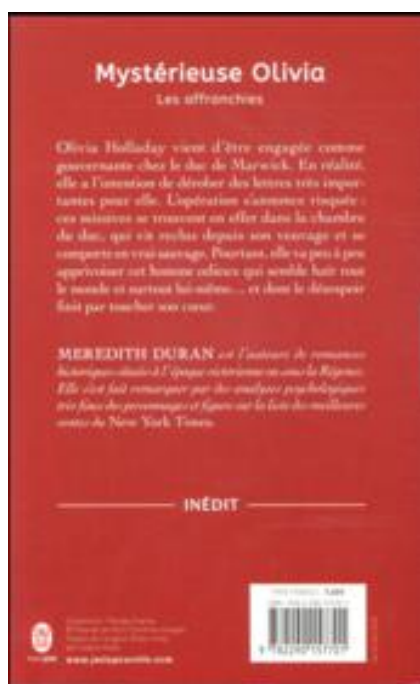 Mystérieuse Olivia
Les affranchies
Olivia Holladay vient d'être engagée comme
gouvernante chez le duc de Marwick. En réalité,
elle a l'intention de dérober des lettres très impor-
tantes pour elle. L'opération s'annonce risquée :
ces missives se trouvent en effet dans la chambre
du duc, qui vit reclus depuis son veuvage et se
comporte en vrai sauvage. Pourtant, elle va peu à peu
apprivoiser cet homme odieux qui semble haïr tout
le monde et surtout lui-même... et dont le désespoir
finit par toucher son cœur.
MEREDITH DURAN est l'auteure de romances
historiques situées à l'époque victorienne ou sous la Régence.
Elle s'est fait remarquer par des analyses psychologiques
très fines des personnages et figure sur la liste des meilleures
ventes du New York Times.
INÉDIT
www.jailupourelle.com
9 782290 157701